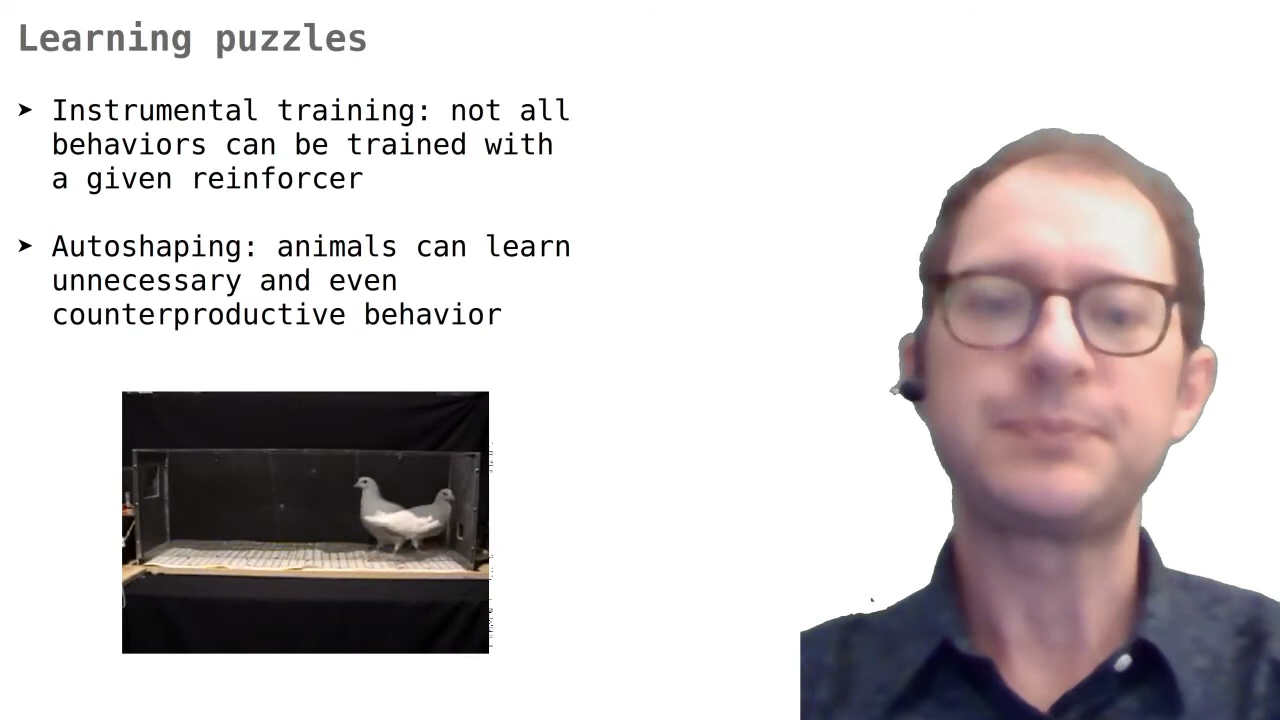 Learning puzzles
➤ Instrumental training: not all
behaviors can be trained with
a given reinforcer
➤ Autoshaping: animals can learn
unnecessary and even
counterproductive behavior